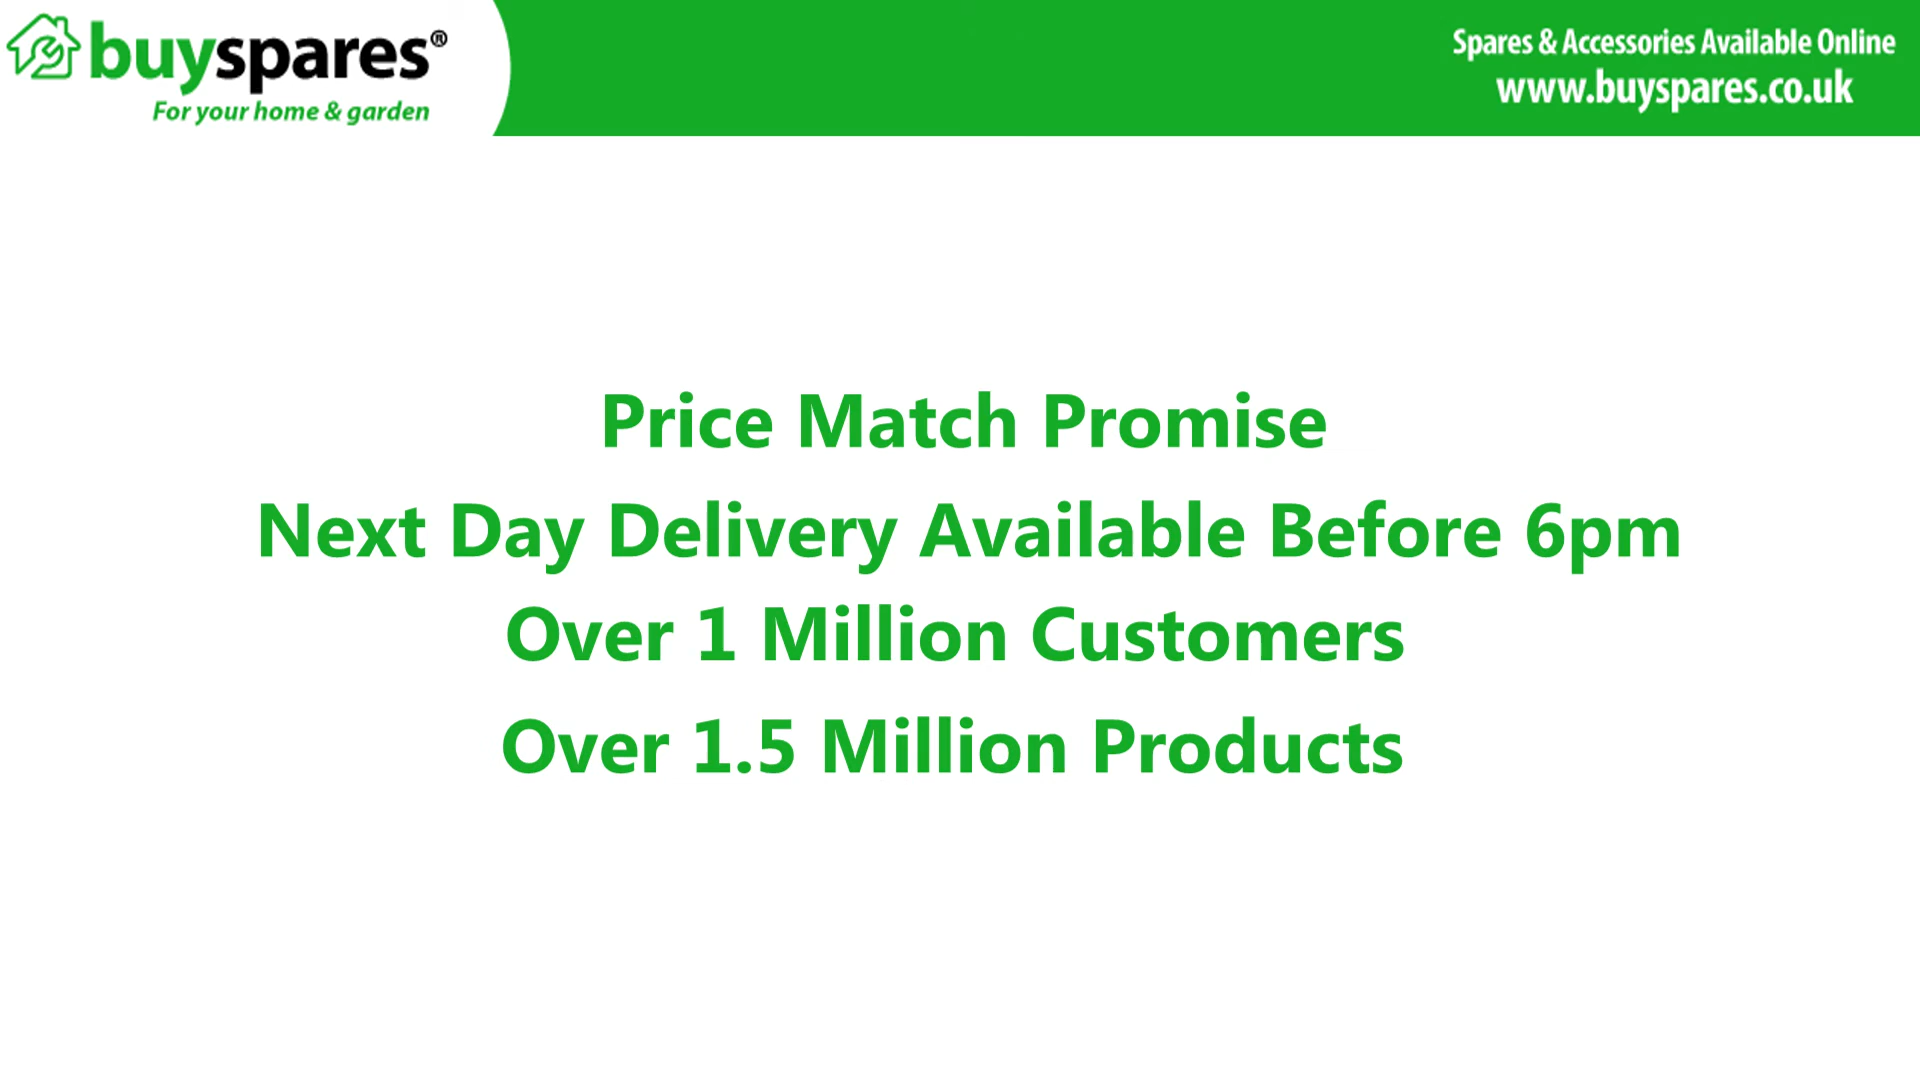 buyspares®
For your home & garden
Spares & Accessories Available Online
www.buyspares.co.uk
Price Match Promise
Next Day Delivery Available Before 6pm
Over 1 Million Customers
Over 1.5 Million Products